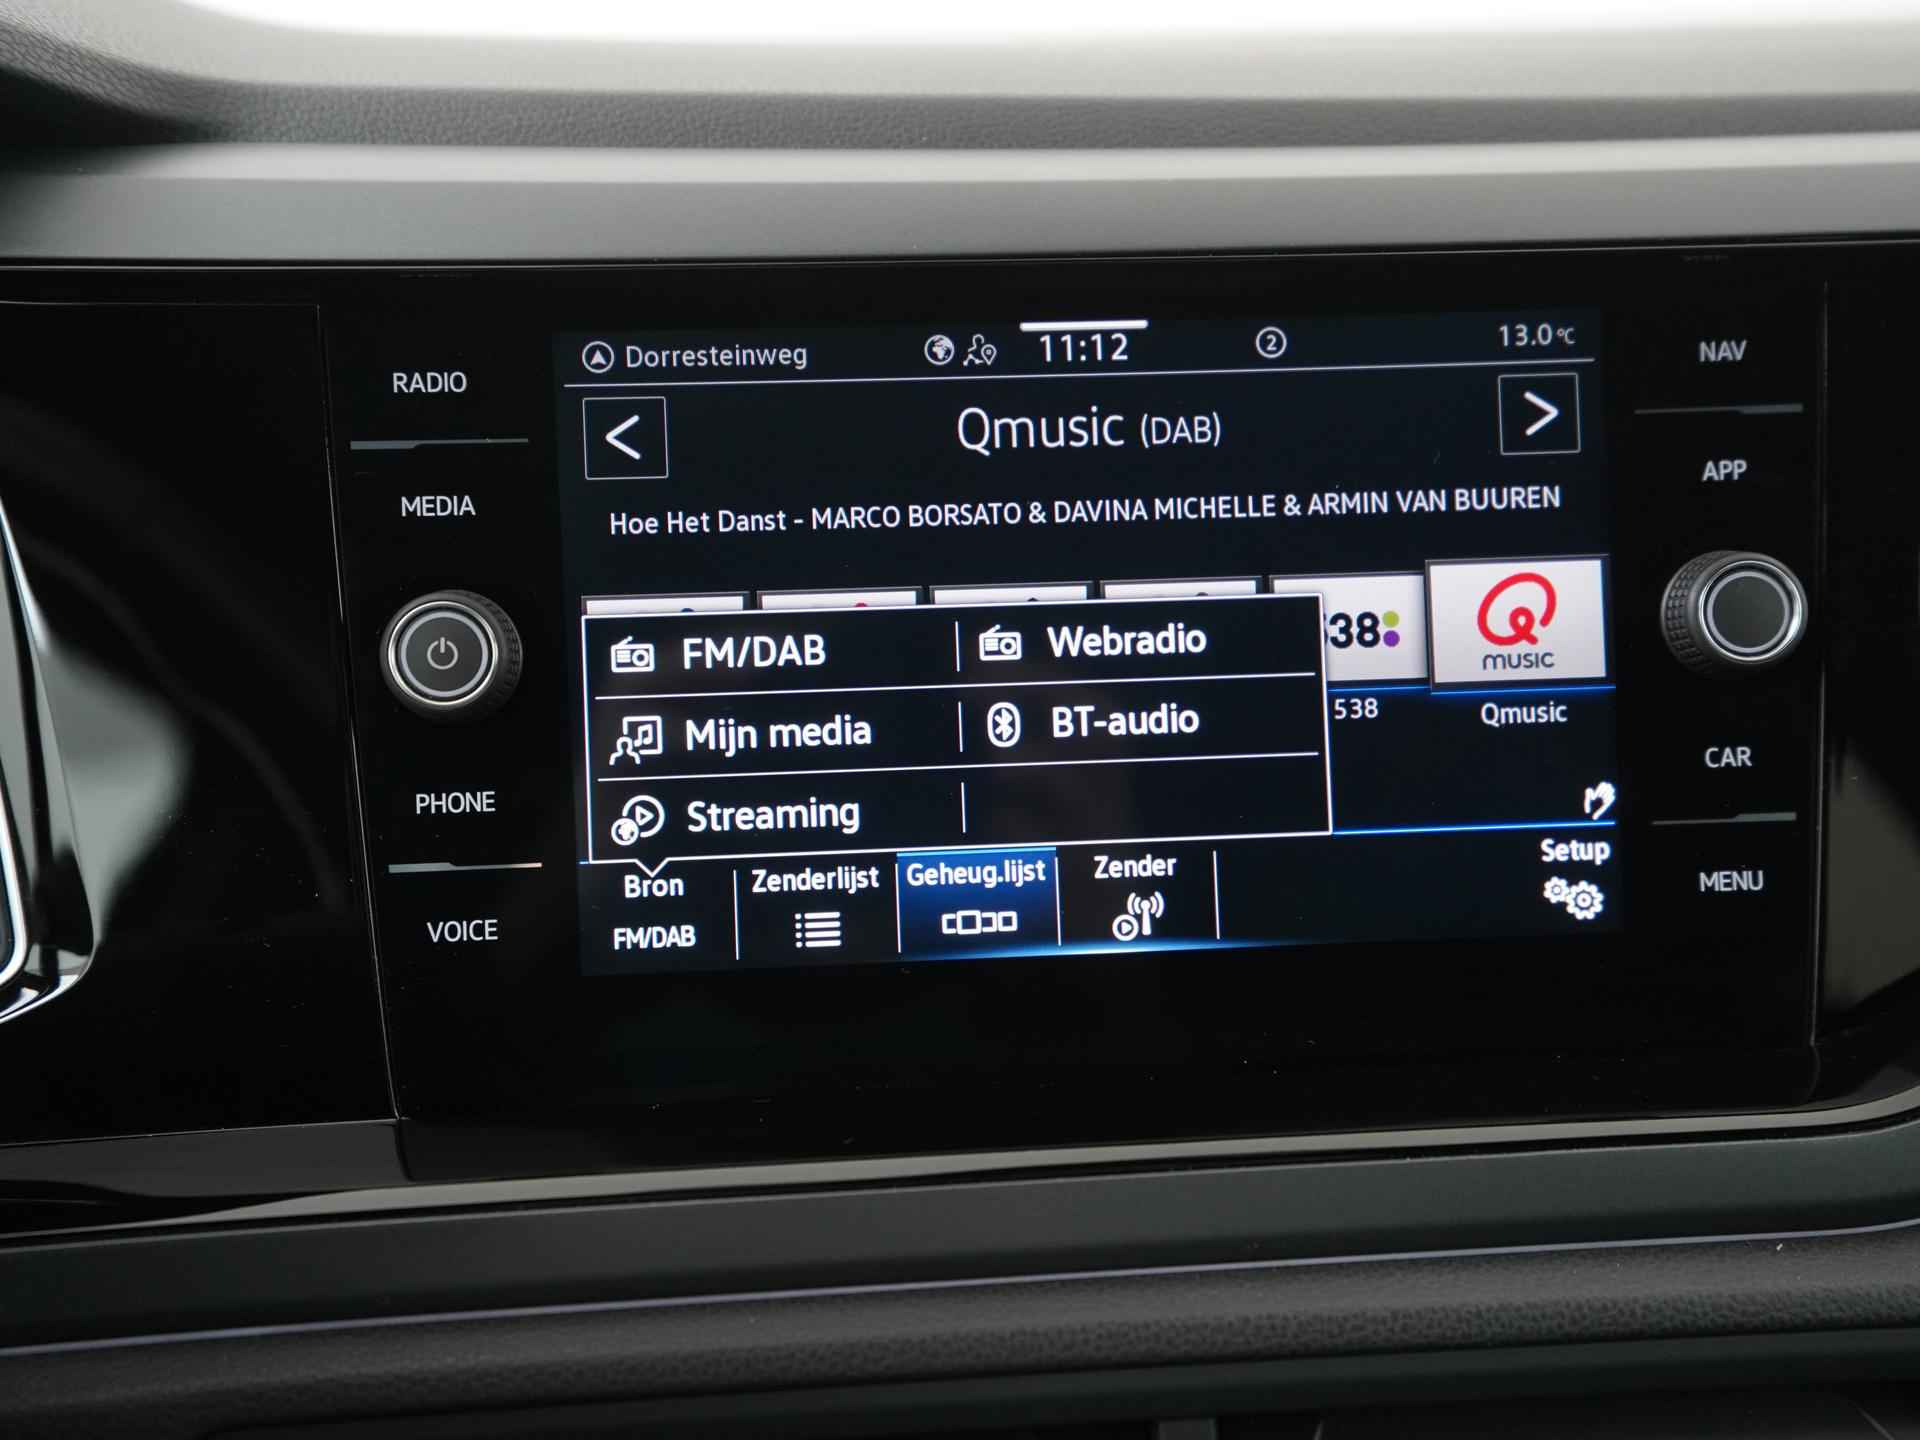 Dorresteinweg 11:12 2 13.0°C
RADIO
NAV
< Qmusic (DAB) >
MEDIA
APP
Hoe Het Danst - MARCO BORSATO & DAVINA MICHELLE & ARMIN VAN BUUREN
FM/DAB Webradio
38
MUSIC
Mijn media BT-audio
538 Qmusic
Streaming
PHONE
CAR
VOICE
MENU
Bron Zenderlijst Geheug.lijst Zender Setup
FM/DAB